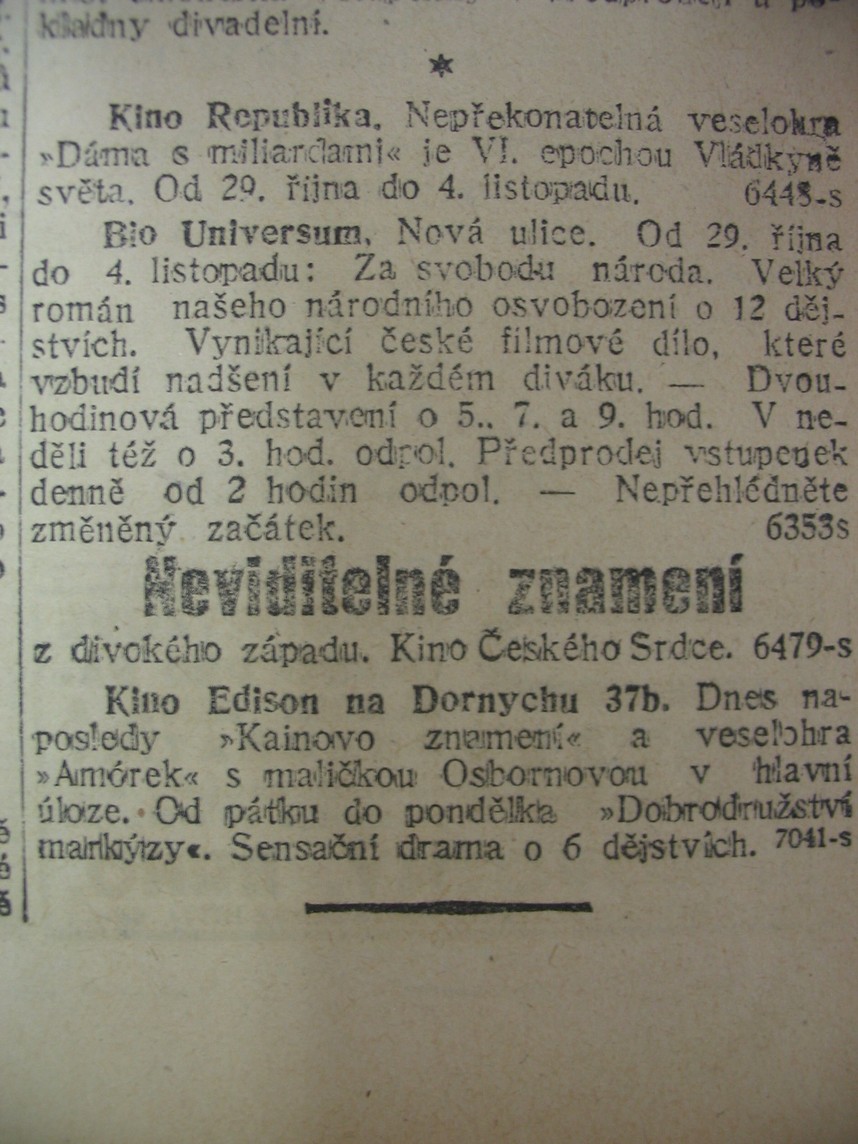 kladny divadelní.
*
Kino Republika. Nepřekonatelná veselohra
»Dáma s miliardami« je VI. epochou Vládkyně
světa. Od 29. října do 4. listopadu. 6448-s
Bio Universum, Nová ulice. Od 29. října
do 4. listopadu: Za svobodu národa. Velký
román našeho národního osvobození o 12 děj-
stvích. Vynikající české filmové dílo, které
vzbudí nadšení v každém diváku. — Dvou-
hodinová představení o 5., 7. a 9. hod. V ne-
děli též o 3. hod. odpol. Předprodej vstupenek
denně od 2 hodin odpol. — Nepřehlédněte
změněný začátek. 6353s
Neviditelné znamení
z divokého západu. Kino Českého Srdce. 6479-s
Kino Edison na Dornychu 37b. Dnes na-
posledy »Kainovo znamení« a veselohra
»Amórek« s maličkou Osbornovou v hlavní
úloze. Od pátku do pondělka »Dobrodružství
markýzy«. Sensační drama o 6 dějstvích. 7041-s